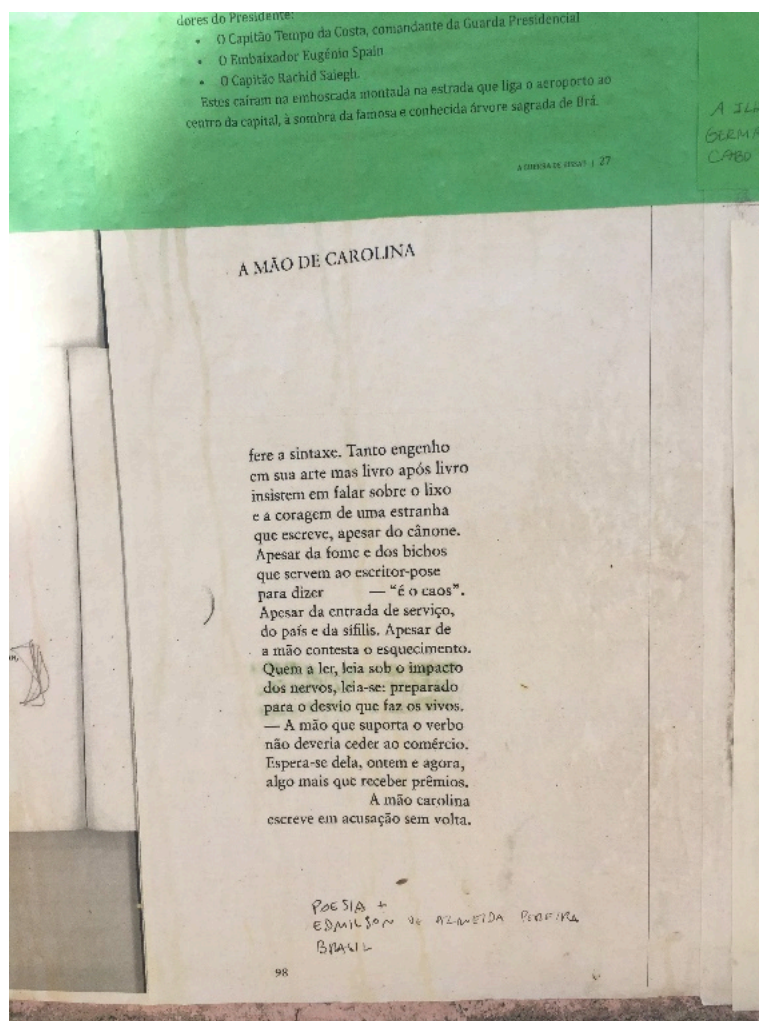 dores do Presidente:
• O Capitão Tempo da Costa, comandante da Guarda Presidencial
• O Embaixador Eugénio Spain
• O Capitão Rachid Saiegh.
Estes caíram na emboscada montada na estrada que liga o aeroporto ao
centro da capital, à sombra da famosa e conhecida árvore sagrada de Brá.
| 27
A ILH
GERMA
CABO
A MÃO DE CAROLINA
fere a sintaxe. Tanto engenho
em sua arte mas livro após livro
insistem em falar sobre o lixo
e a coragem de uma estranha
que escreve, apesar do cânone.
Apesar da fome e dos bichos
que servem ao escritor-pose
para dizer — “é o caos”.
Apesar da entrada de serviço,
do país e da sífilis. Apesar de
a mão contesta o esquecimento.
Quem a ler, leia sob o impacto
dos nervos, leia-se: preparado
para o desvio que faz os vivos.
— A mão que suporta o verbo
não deveria ceder ao comércio.
Espera-se dela, ontem e agora,
algo mais que receber prêmios.
A mão carolina
escreve em acusação sem volta.
POESIA +
EDMILSON DE ALMEIDA PEREIRA
BRASIL
98